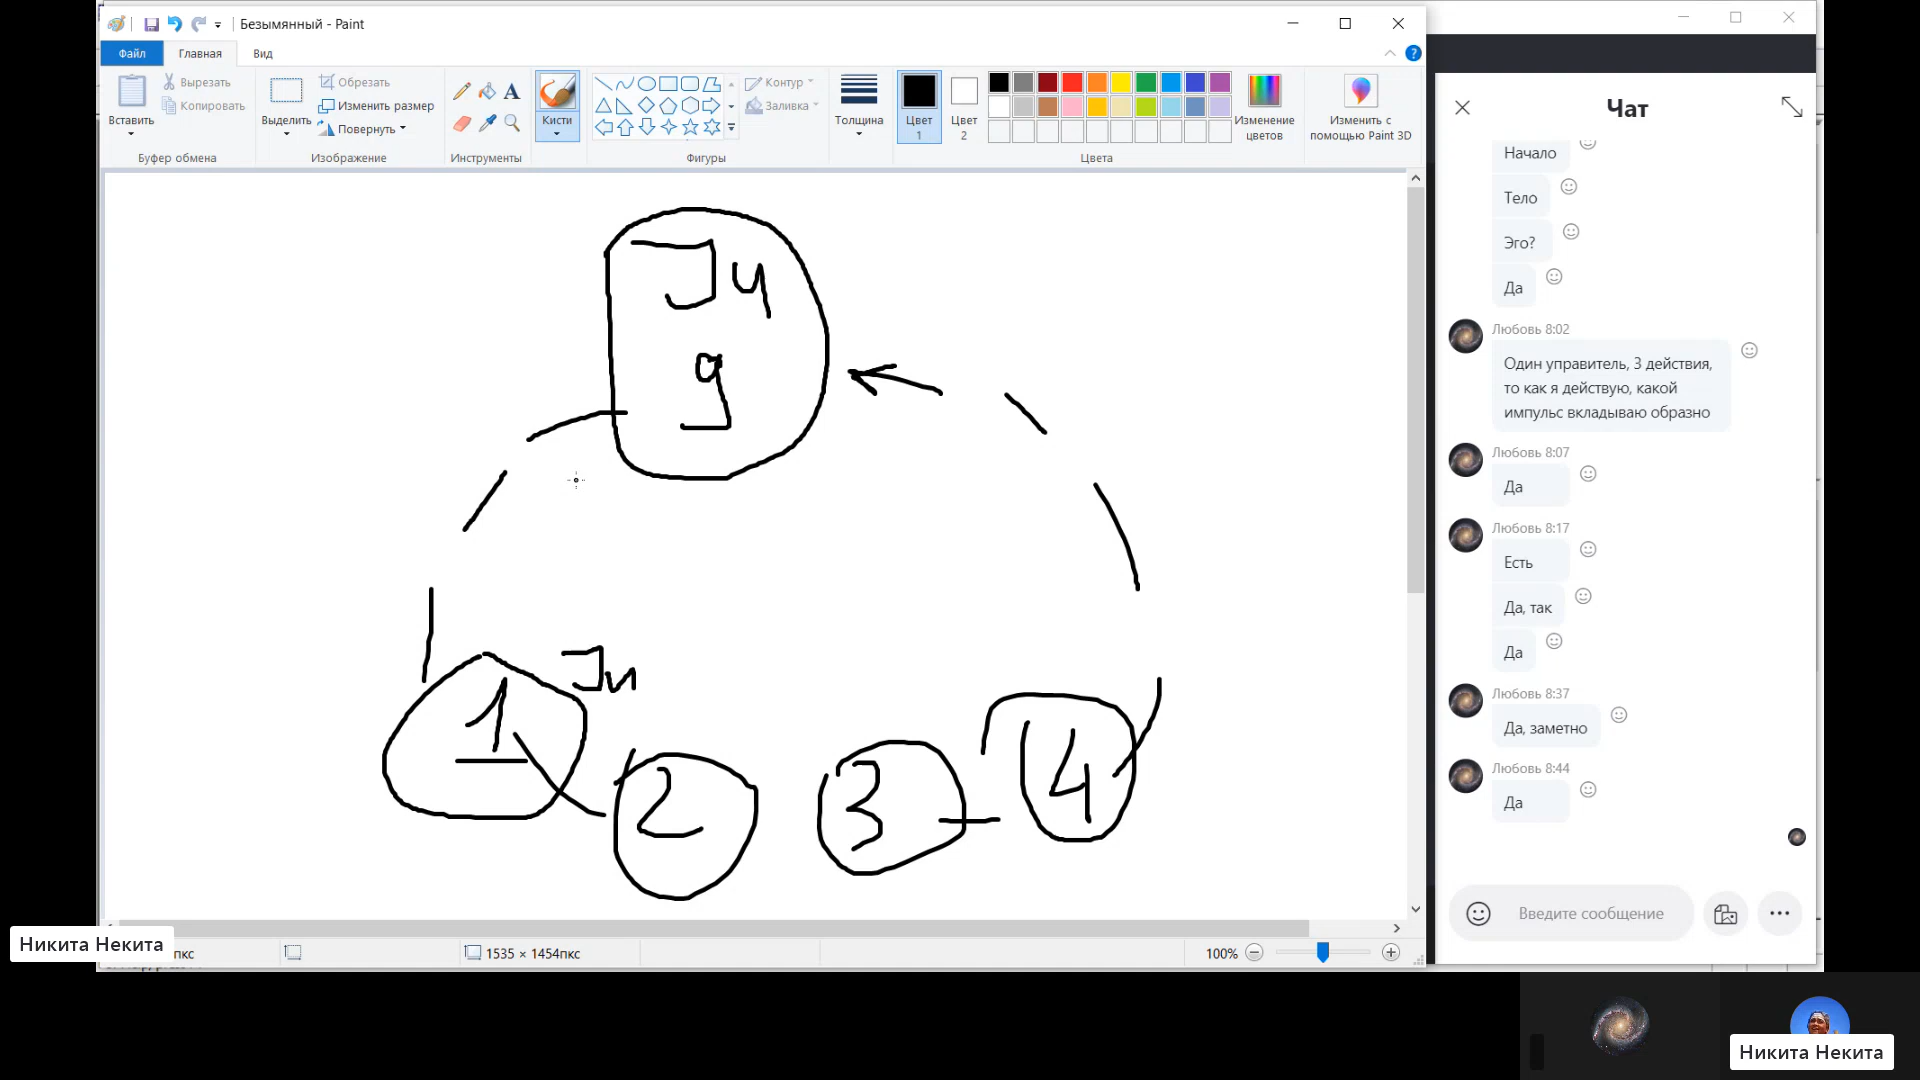 Безымянный - Paint
Файл
Главная
Вид
Вставить
Вырезать
Копировать
Буфер обмена
Выделить
Обрезать
Изменить размер
Повернуть
Изображение
A
Инструменты
Кисти
Контур
Заливка
Фигуры
Толщина
Цвет
1
Цвет
2
Изменение
цветов
Цвета
Изменить с
помощью Paint 3D
1
2
3
4
пкс
1535 × 1454пкс
100%
Никита Некита
Чат
Начало
Тело
Эго?
Да
Любовь 8:02
Один управитель, 3 действия,
то как я действую, какой
импульс вкладываю образно
Любовь 8:07
Да
Любовь 8:17
Есть
Да, так
Да
Любовь 8:37
Да, заметно
Любовь 8:44
Да
Введите сообщение
Никита Некита